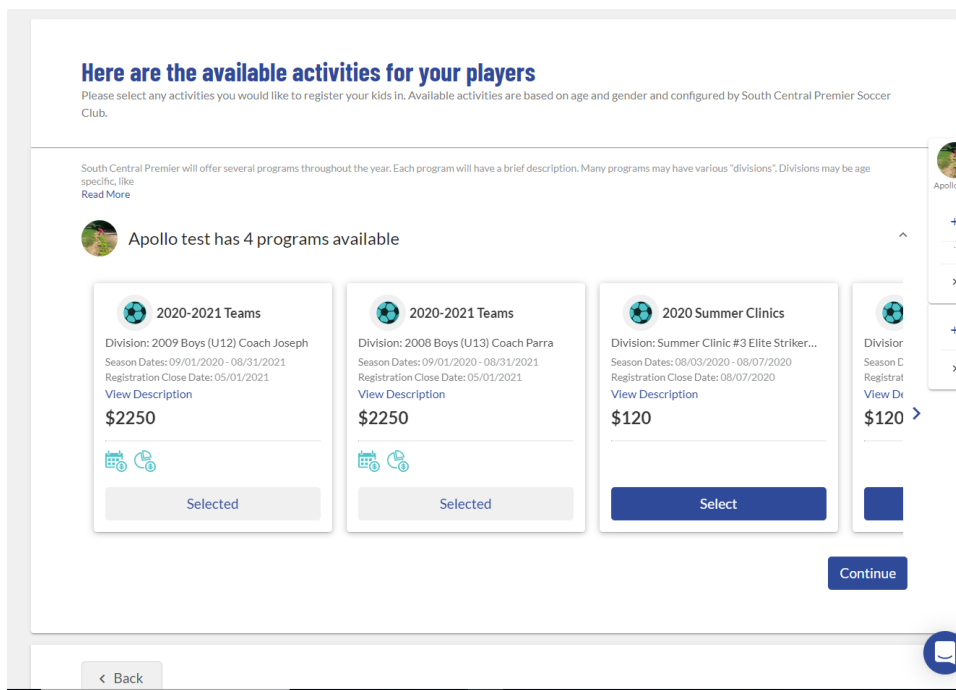 Here are the available activities for your players
Please select any activities you would like to register your kids in. Available activities are based on age and gender and configured by South Central Premier Soccer
Club.
South Central Premier will offer several programs throughout the year. Each program will have a brief description. Many programs may have various "divisions". Divisions may be age
specific, like
Read More
Apollo
Apollo test has 4 programs available
2020-2021 Teams
Division: 2009 Boys (U12) Coach Joseph
Season Dates: 09/01/2020 - 08/31/2021
Registration Close Date: 05/01/2021
View Description
$2250
Selected
2020-2021 Teams
Division: 2008 Boys (U13) Coach Parra
Season Dates: 09/01/2020 - 08/31/2021
Registration Close Date: 05/01/2021
View Description
$2250
Selected
2020 Summer Clinics
Division: Summer Clinic #3 Elite Striker...
Season Dates: 08/03/2020 - 08/07/2020
Registration Close Date: 08/07/2020
View Description
$120
Select
Division
Season D
Registrat
View De
$120
Continue
Back